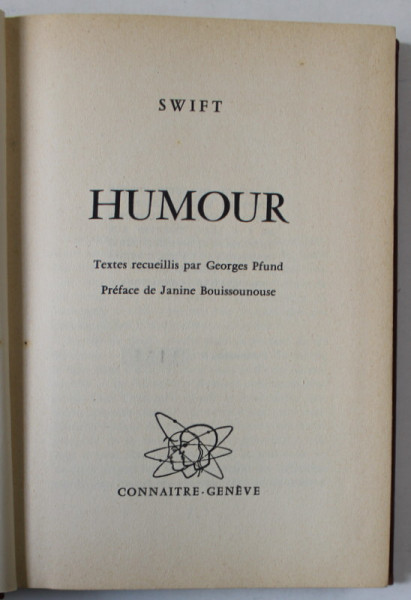 SWIFT
HUMOUR
Textes recueillis par Georges Pfund
Préface de Janine Bouissounouse
CONNAITRE·GENÈVE